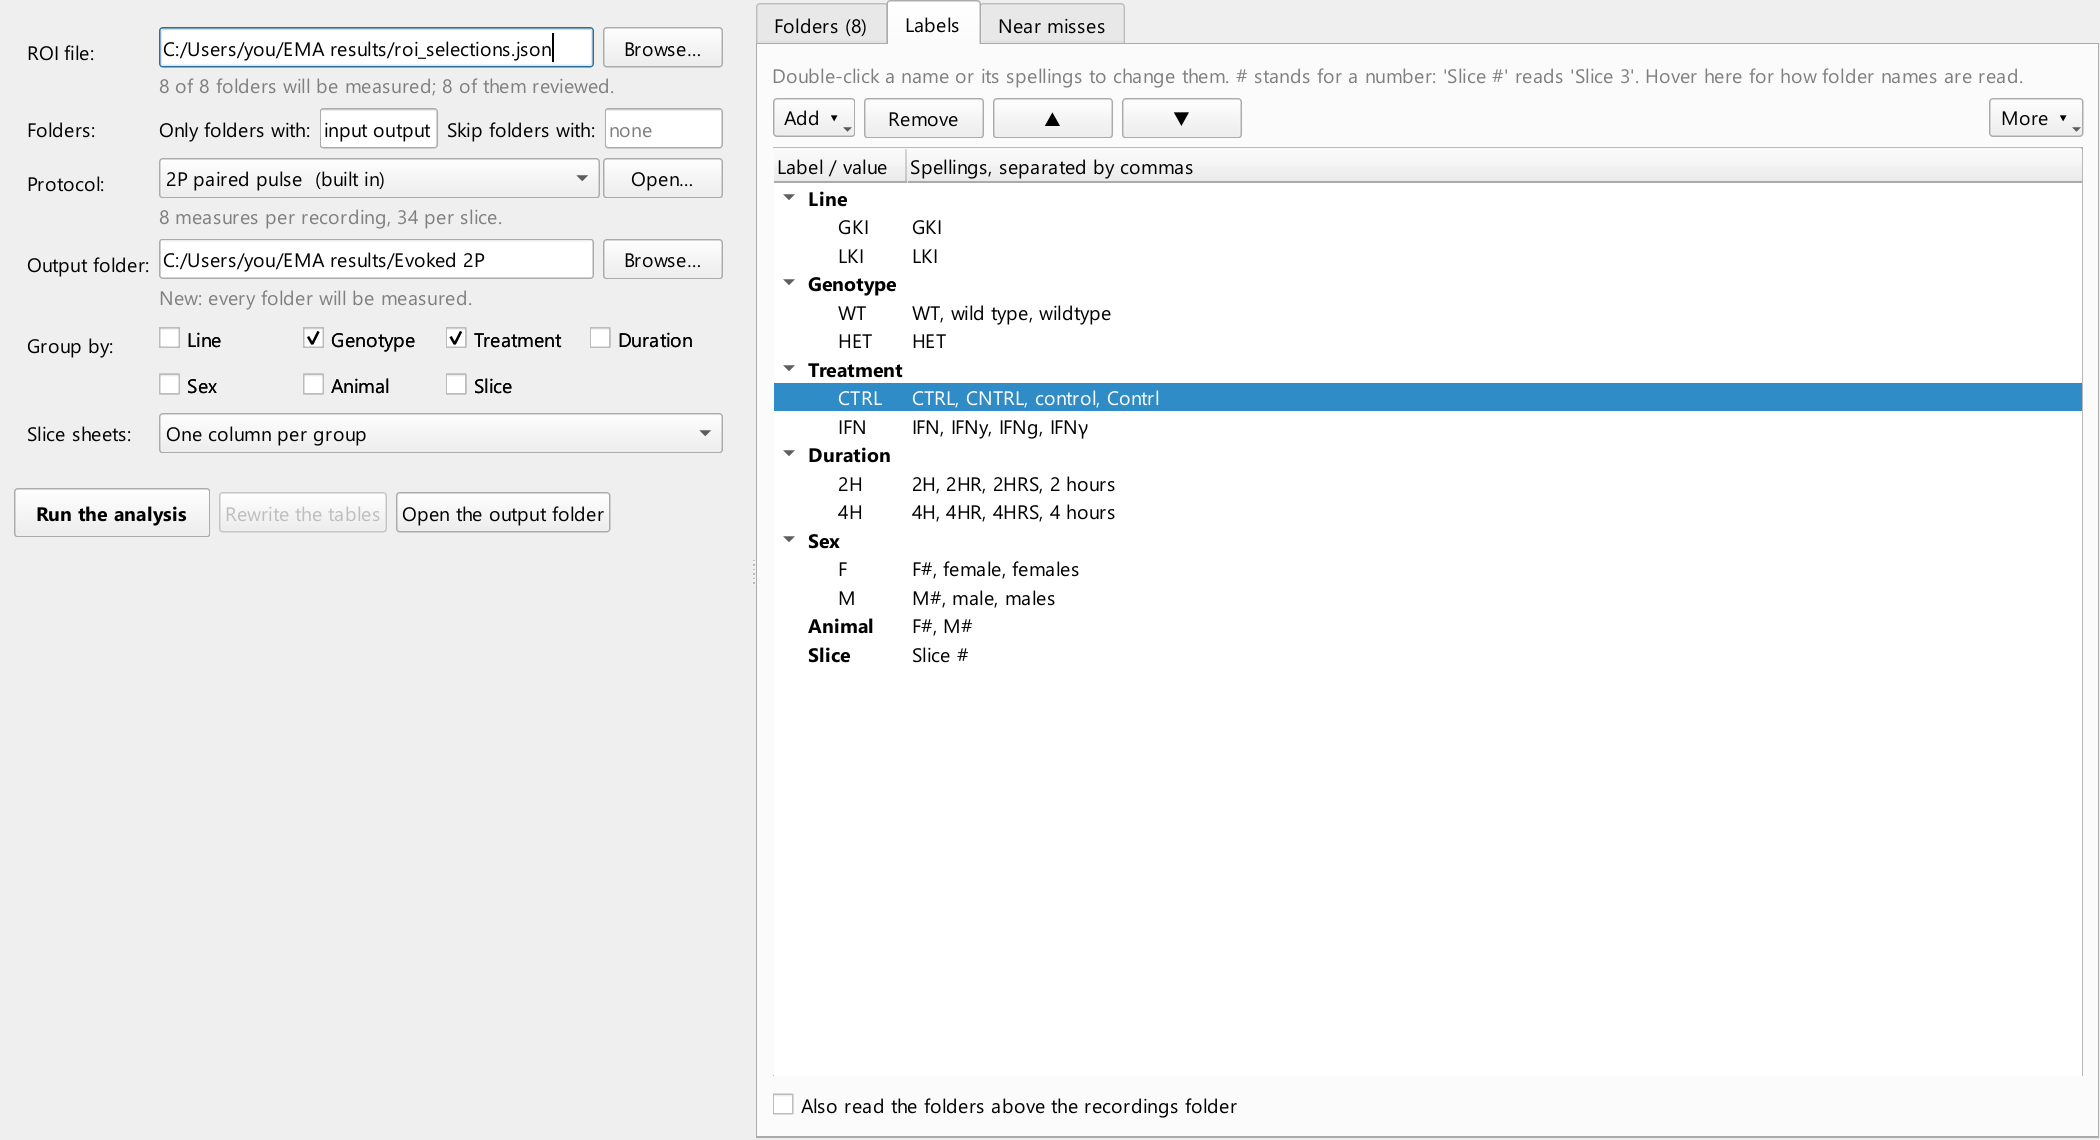 ROI file: C:/Users/you/EMA results/roi_selections.json Browse...
8 of 8 folders will be measured; 8 of them reviewed.
Folders: Only folders with: input output Skip folders with: none
Protocol: 2P paired pulse (built in) Open...
8 measures per recording, 34 per slice.
Output folder: C:/Users/you/EMA results/Evoked 2P Browse...
New: every folder will be measured.
Group by: Line Genotype Treatment Duration
Sex Animal Slice
Slice sheets: One column per group
Run the analysis Rewrite the tables Open the output folder
Folders (8) Labels Near misses
Double-click a name or its spellings to change them. # stands for a number: 'Slice #' reads 'Slice 3'. Hover here for how folder names are read.
Add Remove ▲ ▼ More
Label / value Spellings, separated by commas
Line
GKI GKI
LKI LKI
Genotype
WT WT, wild type, wildtype
HET HET
Treatment
CTRL CTRL, CNTRL, control, Contrl
IFN IFN, IFNy, IFNg, IFNγ
Duration
2H 2H, 2HR, 2HRS, 2 hours
4H 4H, 4HR, 4HRS, 4 hours
Sex
F F#, female, females
M M#, male, males
Animal F#, M#
Slice Slice #
Also read the folders above the recordings folder